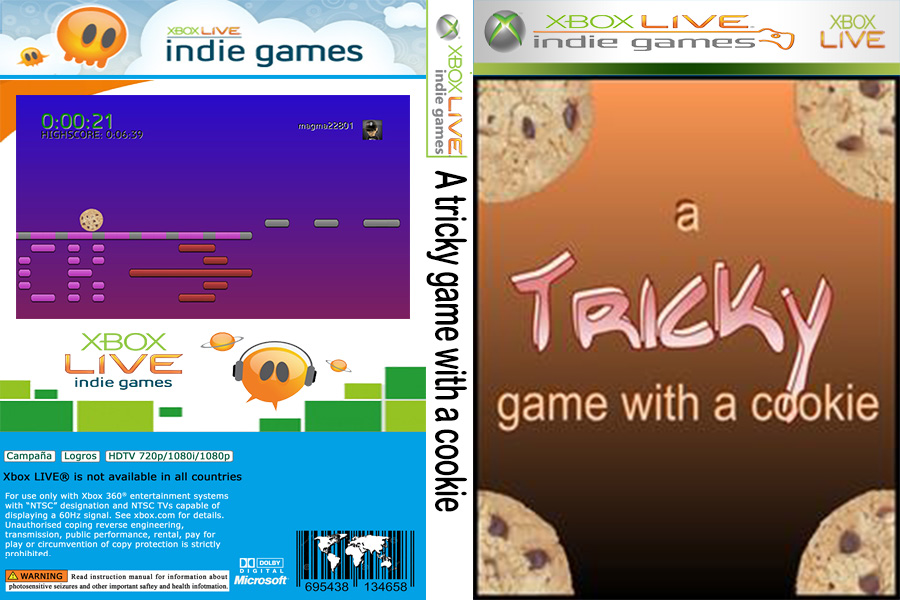 XBOX LIVE
indie games
0:00:21
HIGHSCORE: 0:06:39
magma22801
XBOX
LIVE
indie games
Campaña Logros HDTV 720p/1080i/1080p
Xbox LIVE® is not available in all countries
For use only with Xbox 360® entertainment systems
with “NTSC” designation and NTSC TVs capable of
displaying a 60Hz signal. See xbox.com for details.
Unauthorised coping reverse engineering,
transmission, public performance, rental, pay for
play or circumvention of copy protection is strictly
prohibited.
WARNING Read instruction manual for information about
photosensitive seizures and other important saftey and health infotmation.
DOLBY
DIGITAL
Microsoft
695438 134658
XBOX LIVE
indie games
A tricky game with a cookie
XBOX LIVE
indie games
XBOX
LIVE
a
Tricky
game with a cookie